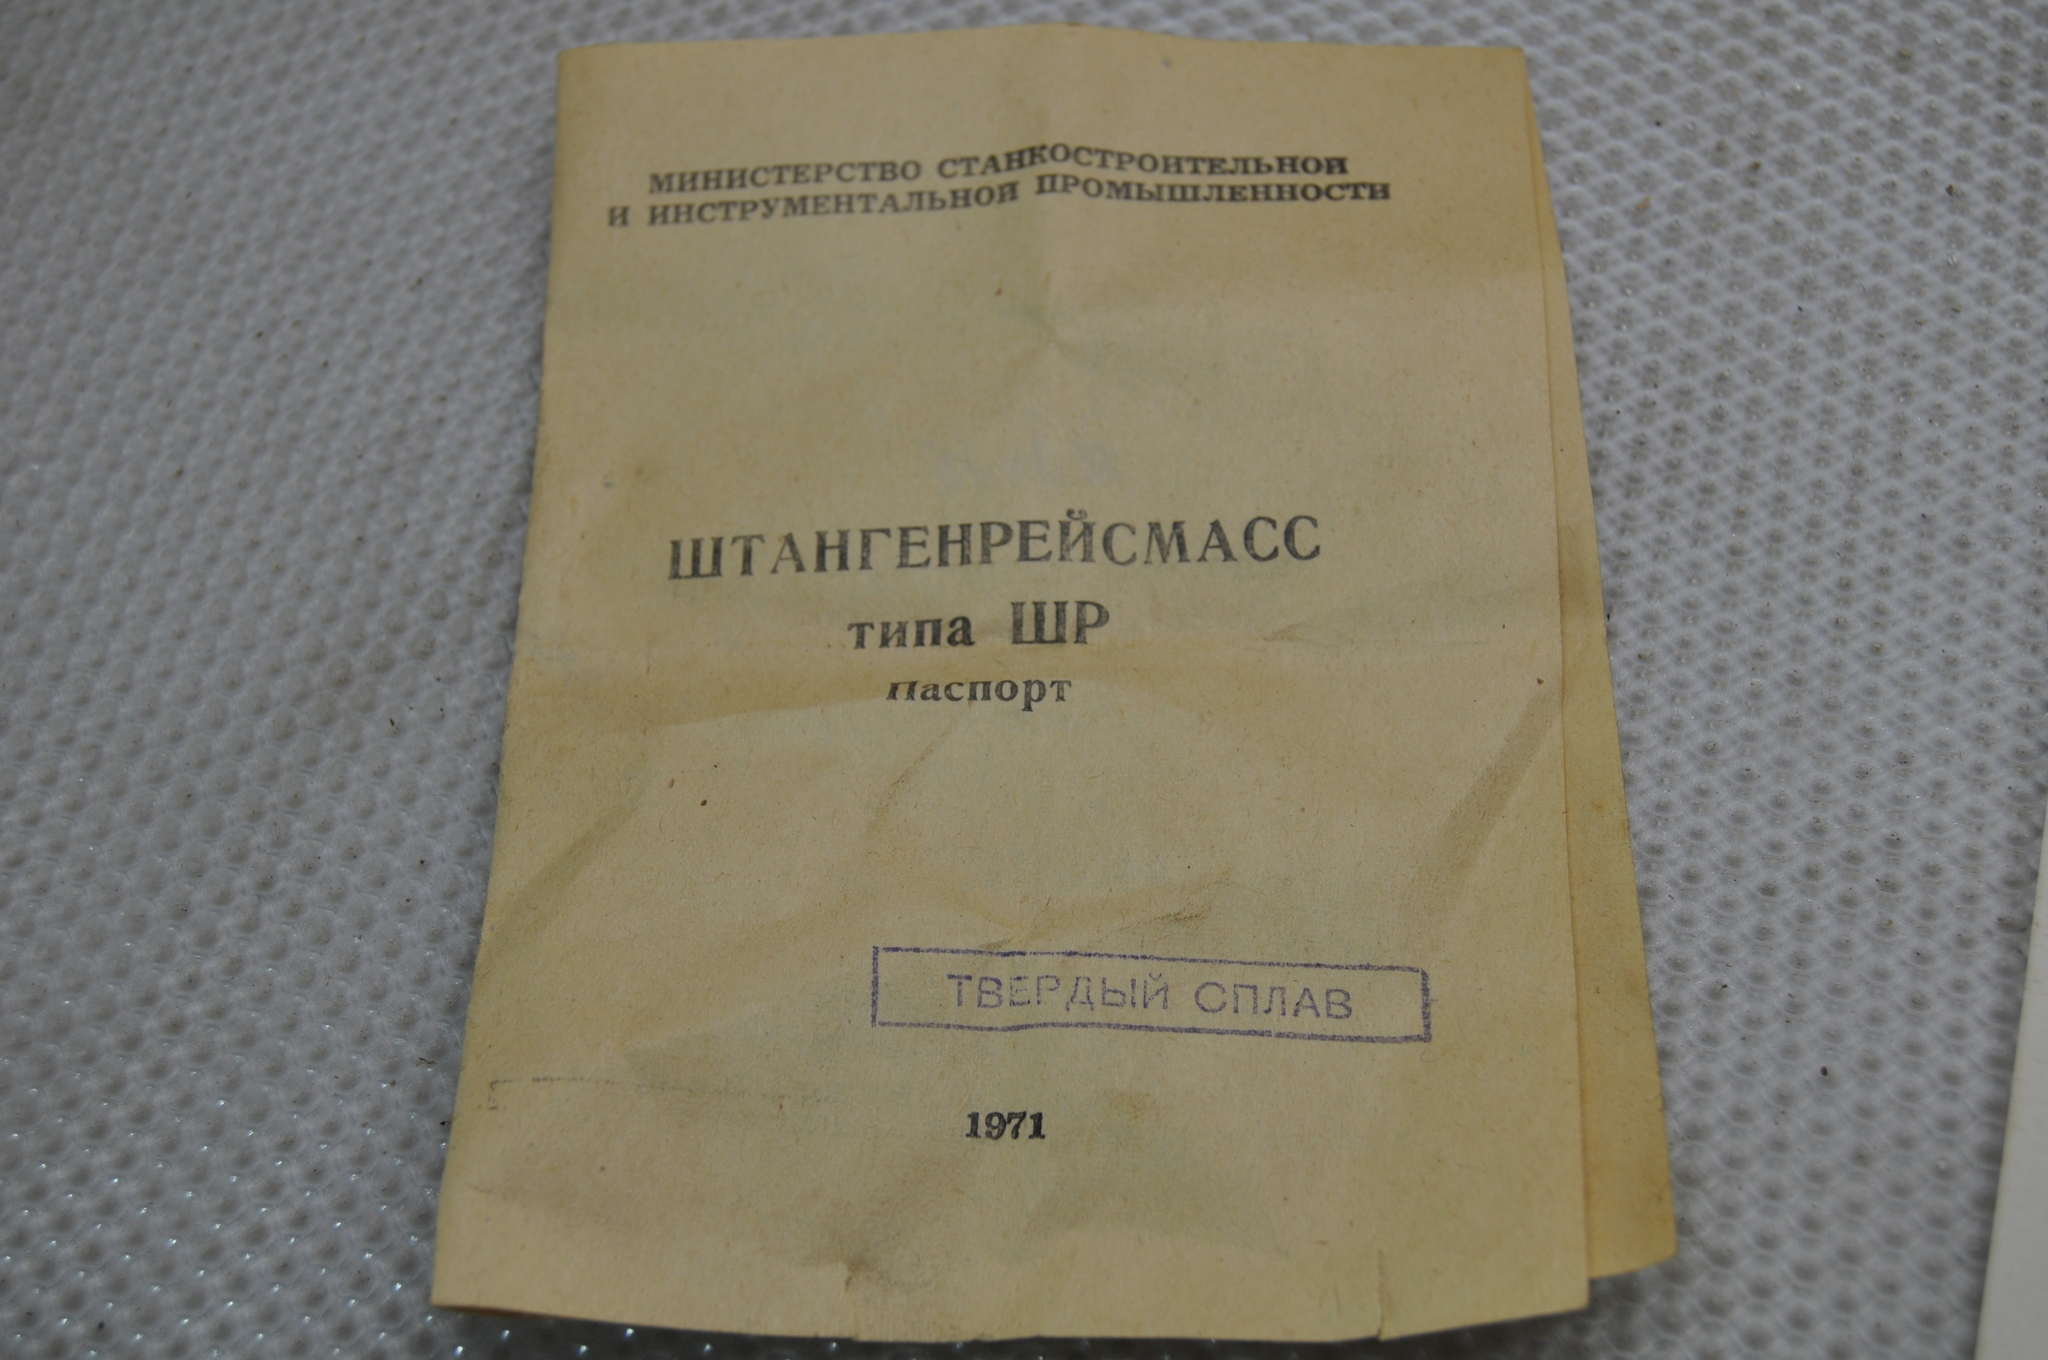 МИНИСТЕРСТВО СТАНКОСТРОИТЕЛЬНОЙ
И ИНСТРУМЕНТАЛЬНОЙ ПРОМЫШЛЕННОСТИ
ШТАНГЕНРЕЙСМАСС
типа ШР
Паспорт
ТВЕРДЫЙ СПЛАВ
1971